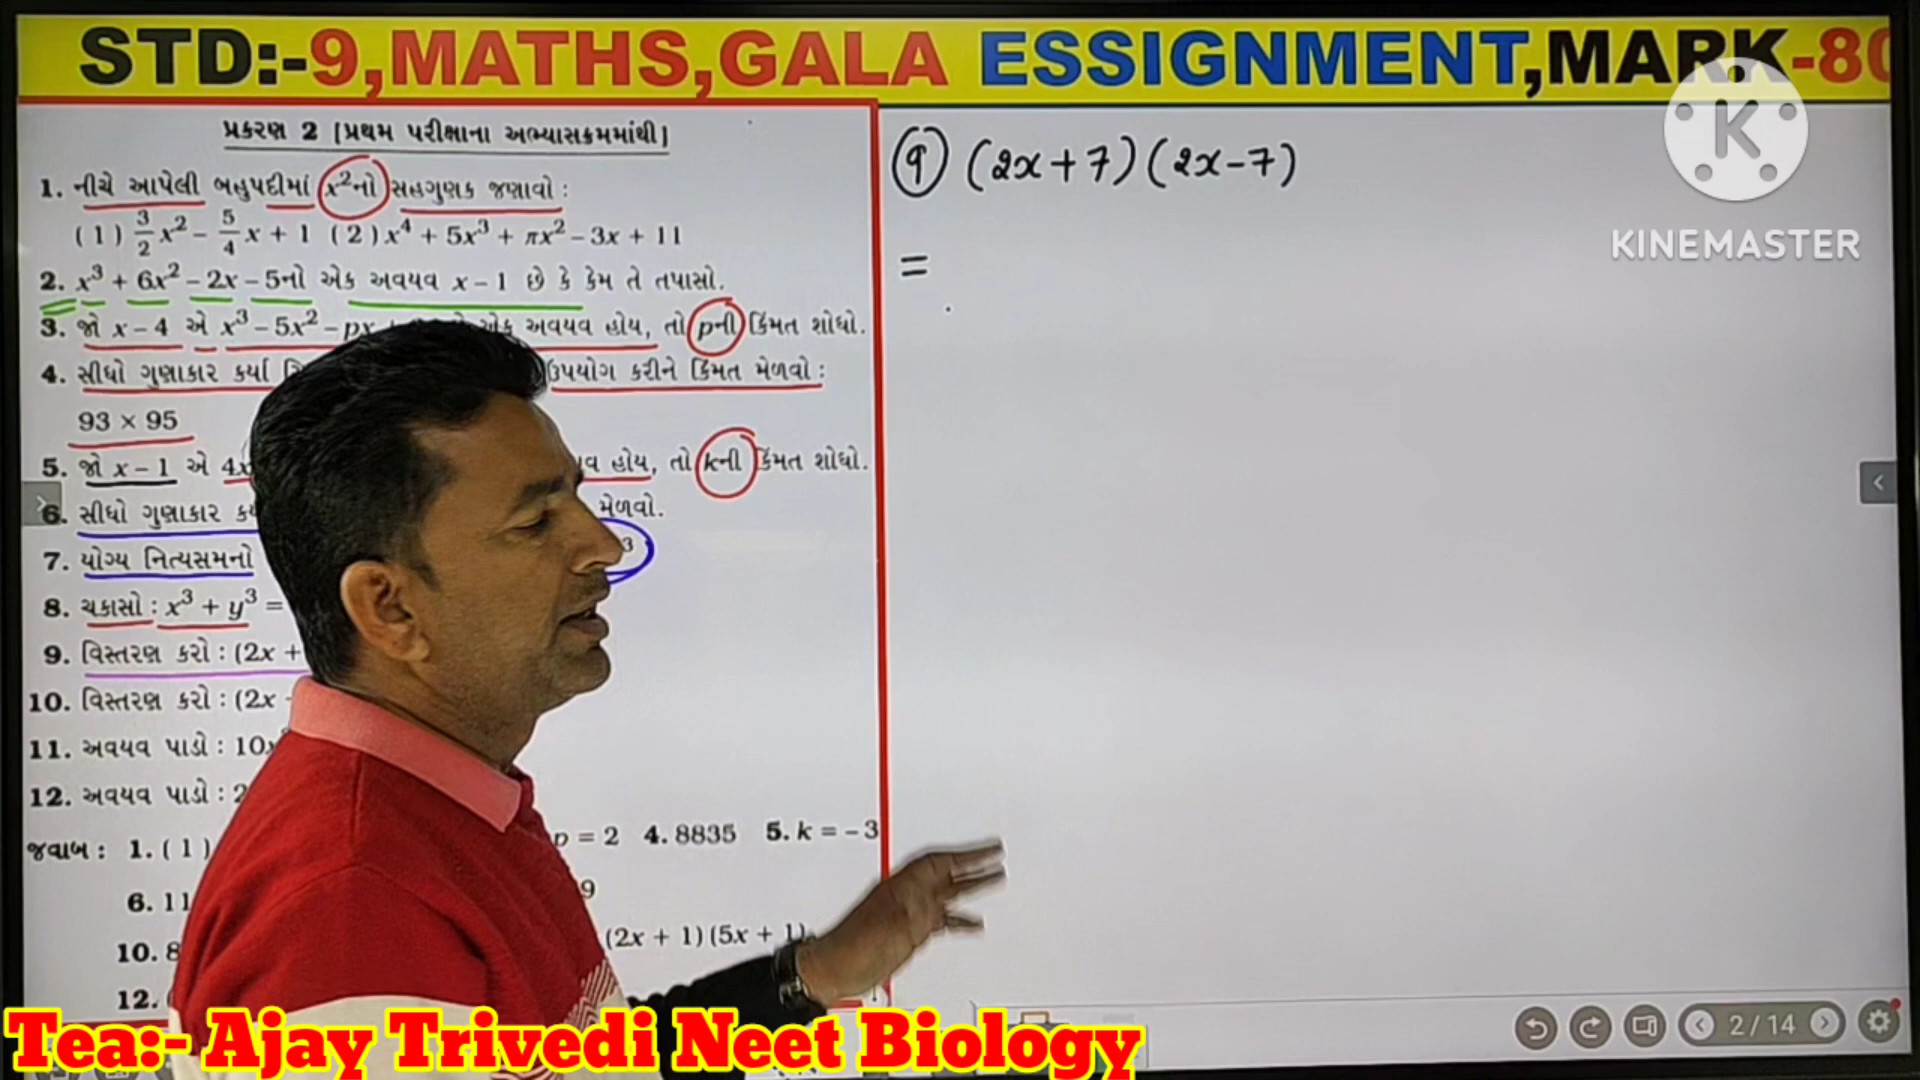 STD:-9,MATHS,GALA ESSIGNMENT,MARK-80
KINEMASTER
પ્રકરણ 2 [પ્રથમ પરીક્ષાના અભ્યાસક્રમમાંથી]
1. નીચે આપેલી બહુપદીમાં x²નો સહગુણક જણાવો :
(1) 3/2 x² – 5/4 x + 1 (2) x⁴ + 5x³ + πx² – 3x + 11
2. x³ + 6x² – 2x – 5નો એક અવયવ x – 1 છે કે કેમ તે તપાસો.
3. જો x – 4 એ x³ – 5x² – px અવયવ હોય, તો pની કિંમત શોધો.
4. સીધો ગુણાકાર કર્યા ઉપયોગ કરીને કિંમત મેળવો :
93 × 95
5. જો x – 1 એ 4x હોય, તો kની કિંમત શોધો.
6. સીધો ગુણાકાર મેળવો.
7. યોગ્ય નિત્યસમનો 3
8. ચકાસો : x³ + y³ =
9. વિસ્તરણ કરો : (2x +
10. વિસ્તરણ કરો : (2x
11. અવયવ પાડો : 10x
12. અવયવ પાડો : 2
જવાબ : 1. (1) p = 2 4. 8835 5. k = – 3
6. 11 9
10. 8 (2x + 1) (5x + 1)
12.
૧ (2x+7)(2x-7)
=
Tea:- Ajay Trivedi Neet Biology
2/14